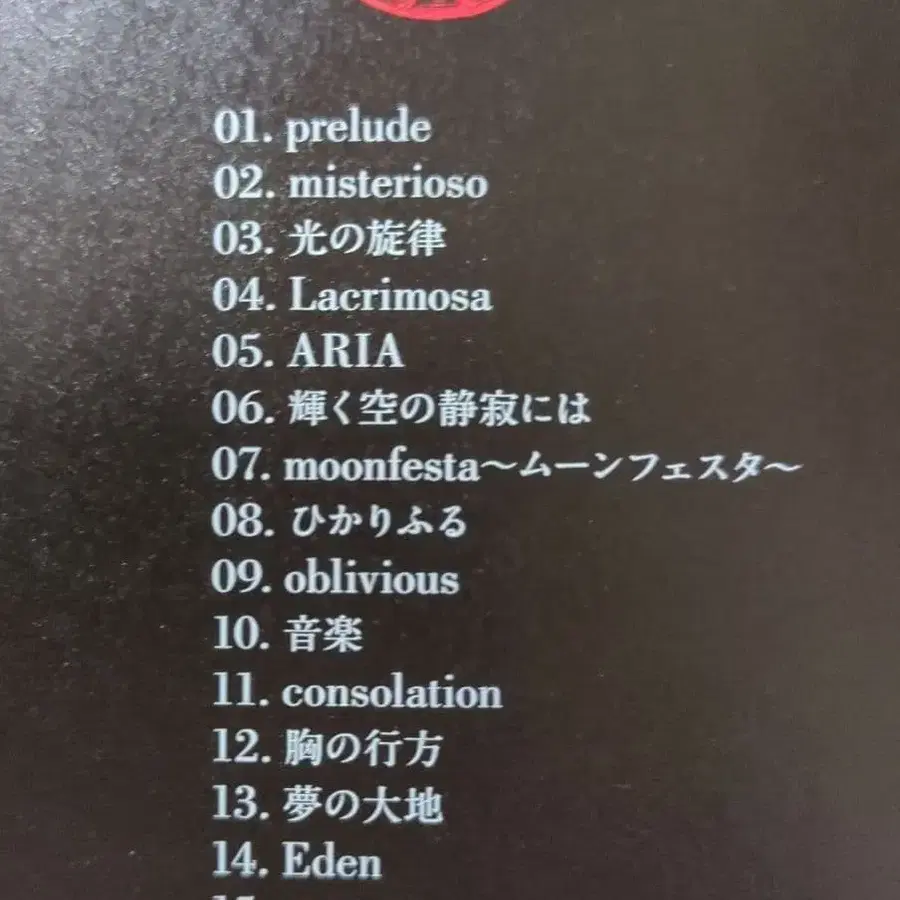 01. prelude
02. misterioso
03. 光の旋律
04. Lacrimosa
05. ARIA
06. 輝く空の静寂には
07. moonfesta～ムーンフェスタ～
08. ひかりふる
09. oblivious
10. 音楽
11. consolation
12. 胸の行方
13. 夢の大地
14. Eden